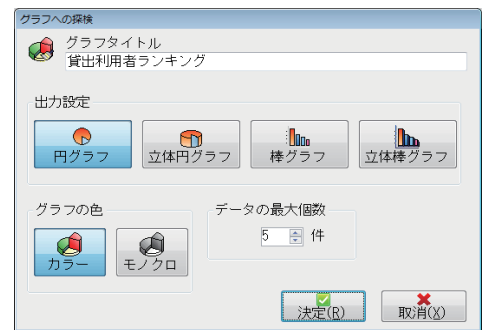 グラフへの探検
グラフタイトル
貸出利用者ランキング
出力設定
円グラフ
立体円グラフ
棒グラフ
立体棒グラフ
グラフの色
データの最大個数
カラー
モノクロ
5 件
決定(R)
取消(X)